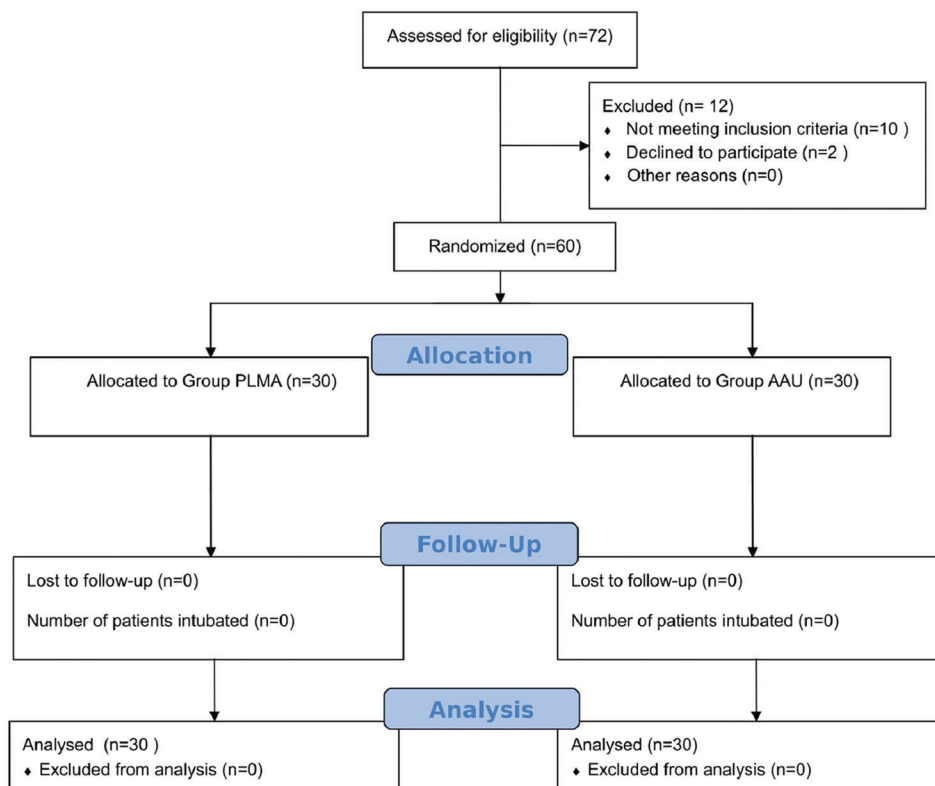 Assessed for eligibility (n=72)
Excluded (n= 12)
♦ Not meeting inclusion criteria (n=10 )
♦ Declined to participate (n=2 )
♦ Other reasons (n=0)
Randomized (n=60)
Allocation
Allocated to Group PLMA (n=30)
Allocated to Group AAU (n=30)
Follow-Up
Lost to follow-up (n=0)
Number of patients intubated (n=0)
Lost to follow-up (n=0)
Number of patients intubated (n=0)
Analysis
Analysed (n=30 )
♦ Excluded from analysis (n=0)
Analysed (n=30)
♦ Excluded from analysis (n=0)